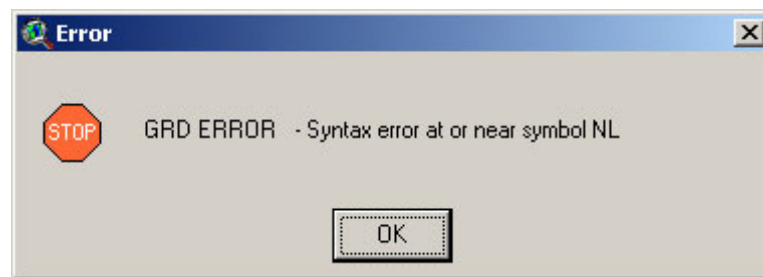 Error
STOP
GRD ERROR - Syntax error at or near symbol NL
OK